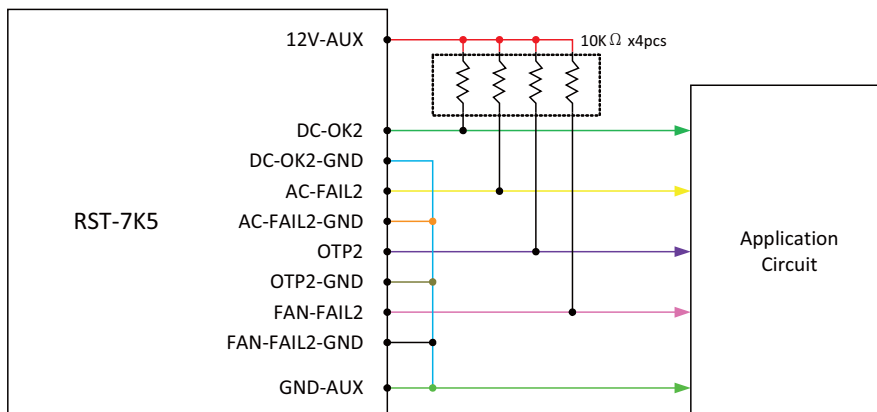 12V-AUX
10KΩ x4pcs
DC-OK2
DC-OK2-GND
AC-FAIL2
RST-7K5
AC-FAIL2-GND
OTP2
Application
Circuit
OTP2-GND
FAN-FAIL2
FAN-FAIL2-GND
GND-AUX